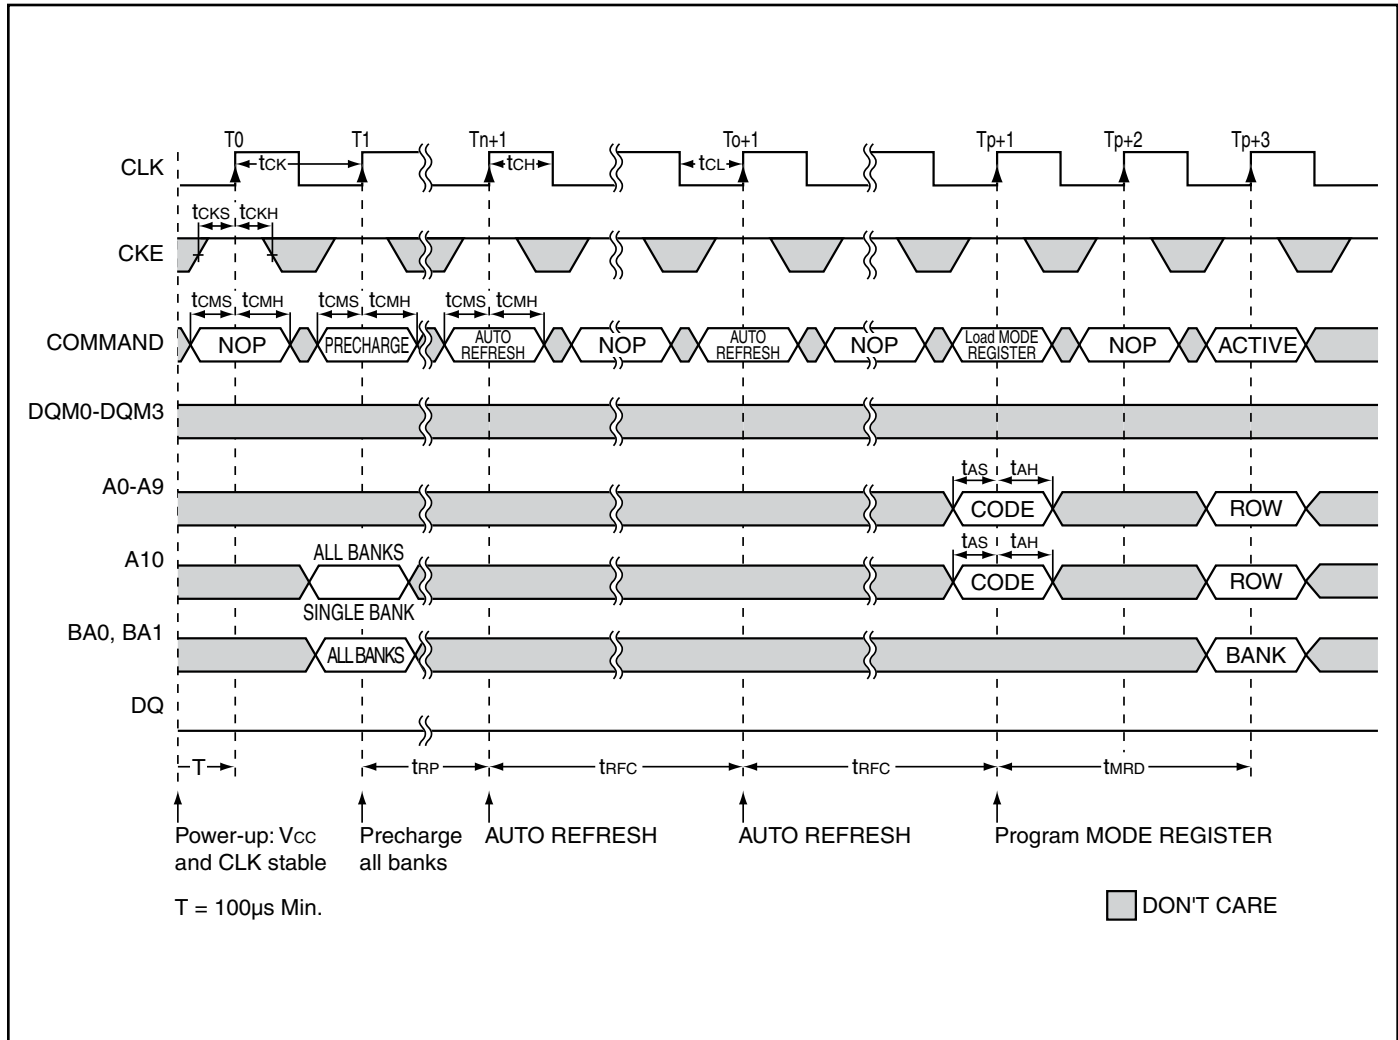 T0 T1 Tn+1 To+1 Tp+1 Tp+2 Tp+3
CLK tCK tCH tCL
tCKS tCKH
CKE
tCMS tCMH tCMS tCMH tCMS tCMH
COMMAND NOP PRECHARGE AUTO REFRESH NOP AUTO REFRESH NOP Load MODE REGISTER NOP ACTIVE
DQM0-DQM3
tAS tAH
A0-A9 CODE ROW
ALL BANKS tAS tAH
A10 CODE ROW
SINGLE BANK
BA0, BA1 ALL BANKS BANK
DQ
T tRP tRFC tRFC tMRD
Power-up: VCC Precharge AUTO REFRESH AUTO REFRESH Program MODE REGISTER
and CLK stable all banks
T = 100µs Min. DON'T CARE